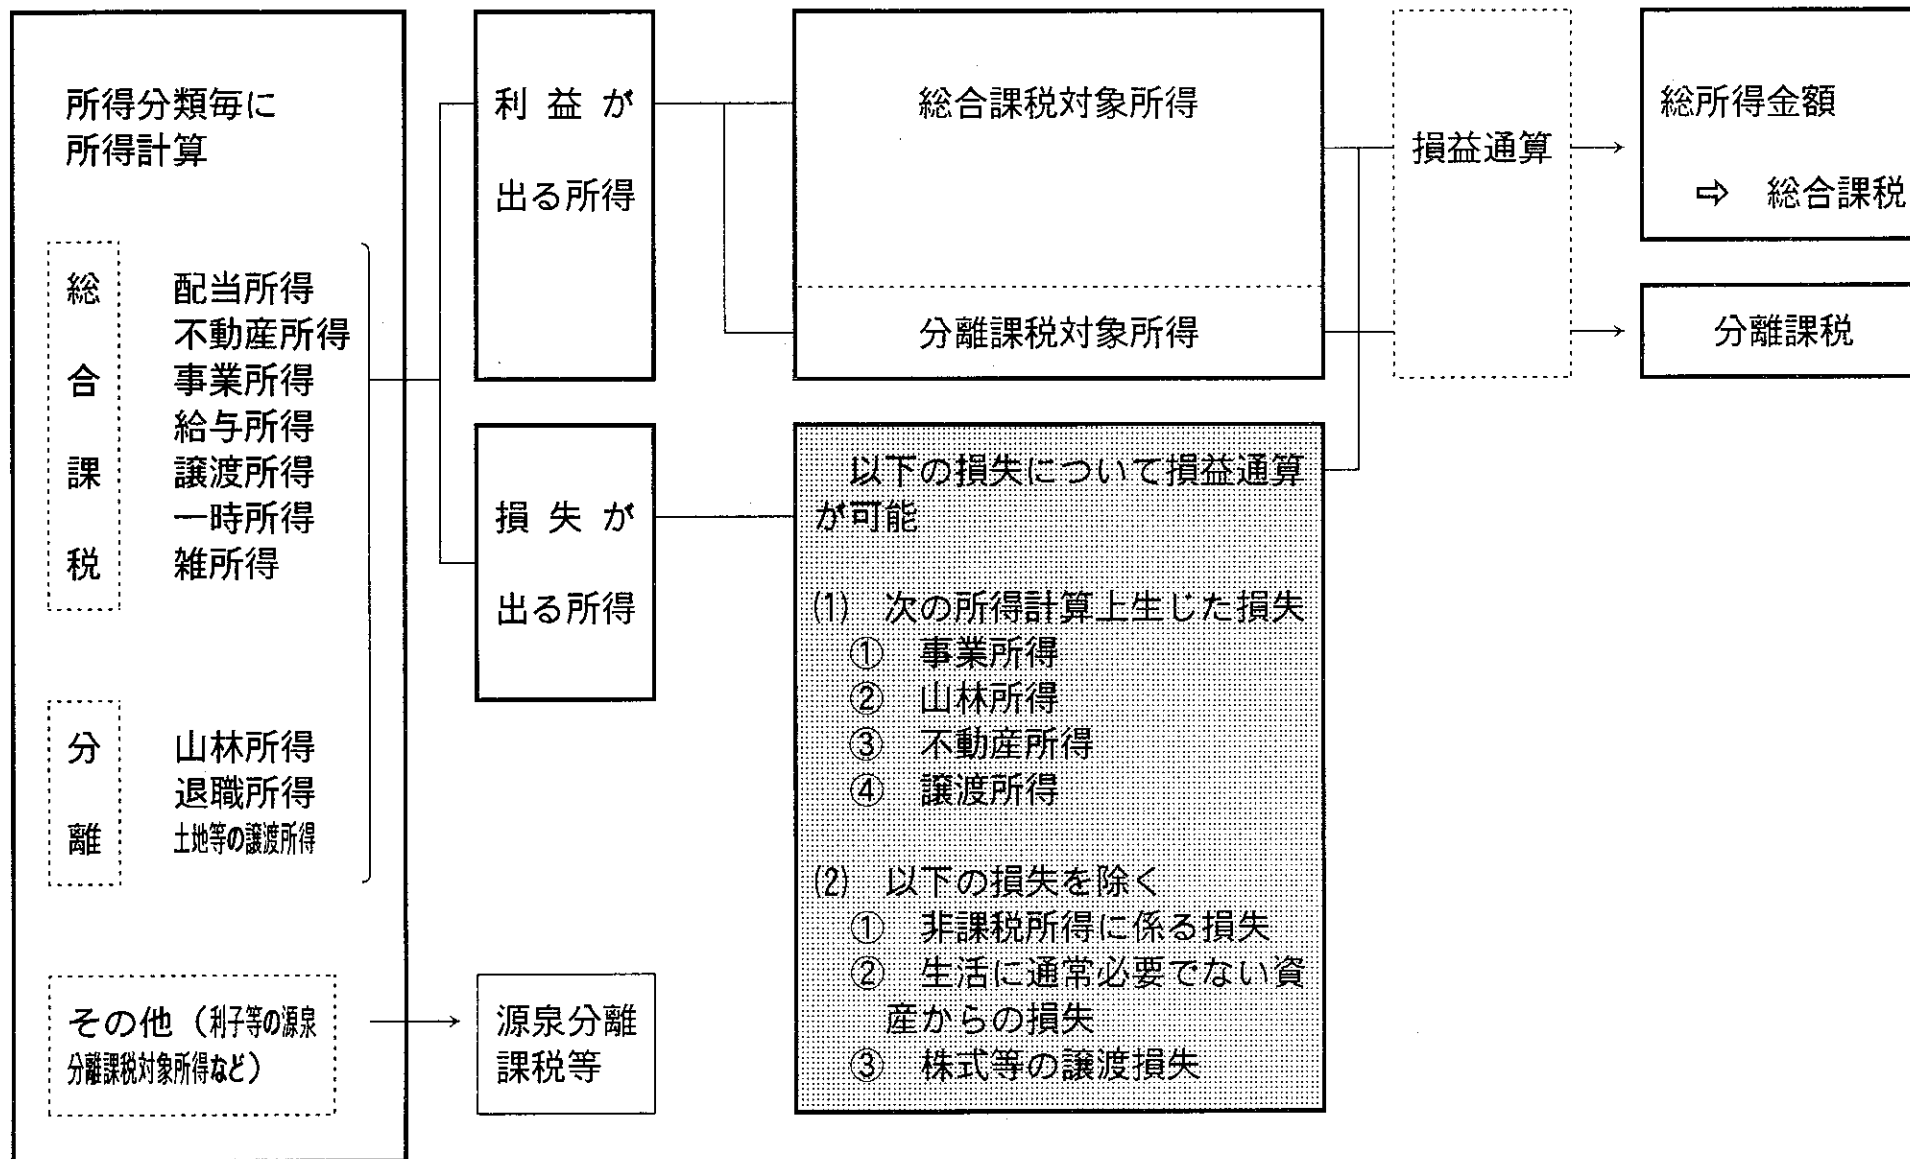 所得分類毎に
所得計算
総合課税
配当所得
不動産所得
事業所得
給与所得
譲渡所得
一時所得
雑所得
分離
山林所得
退職所得
土地等の譲渡所得
その他（利子等の源泉
分離課税対象所得など）
利益が
出る所得
損失が
出る所得
源泉分離
課税等
総合課税対象所得
分離課税対象所得
以下の損失について損益通算
が可能
(1) 次の所得計算上生じた損失
① 事業所得
② 山林所得
③ 不動産所得
④ 譲渡所得
(2) 以下の損失を除く
① 非課税所得に係る損失
② 生活に通常必要でない資
産からの損失
③ 株式等の譲渡損失
損益通算
総所得金額
⇨ 総合課税
分離課税